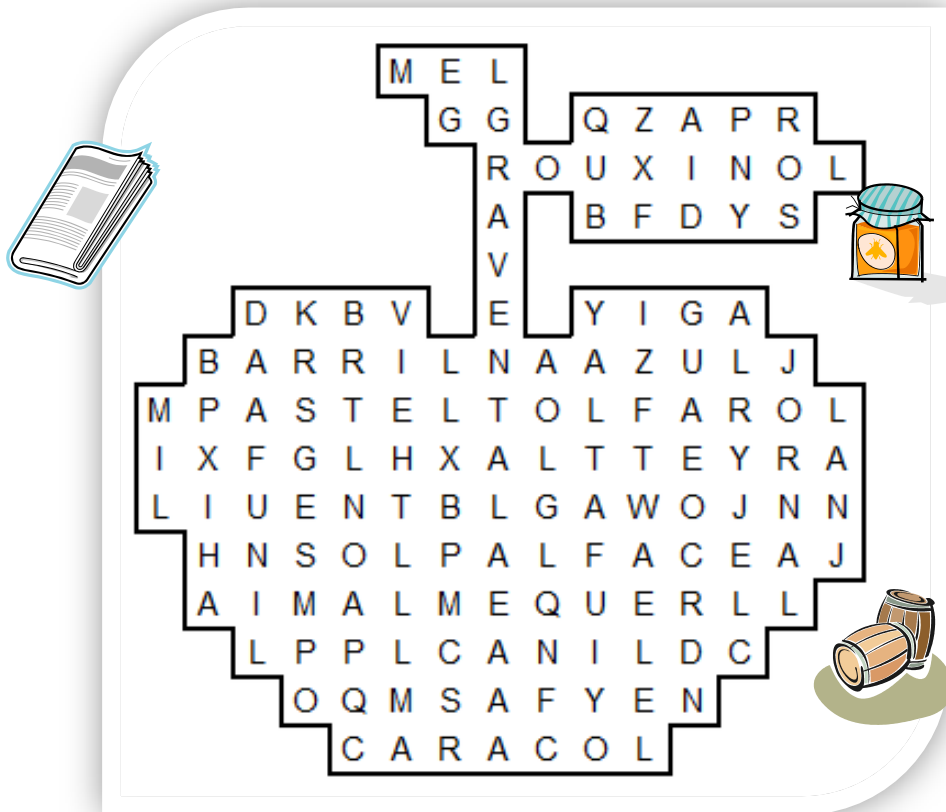 M E L
G G Q Z A P R
R O U X I N O L
A B F D Y S
V
D K B V E Y I G A
B A R R I L N A A Z U L J
M P A S T E L T O L F A R O L
I X F G L H X A L T T E Y R A
L I U E N T B L G A W O J N N
H N S O L P A L F A C E A J
A I M A L M E Q U E R L L
L P P L C A N I L D C
O Q M S A F Y E N
C A R A C O L